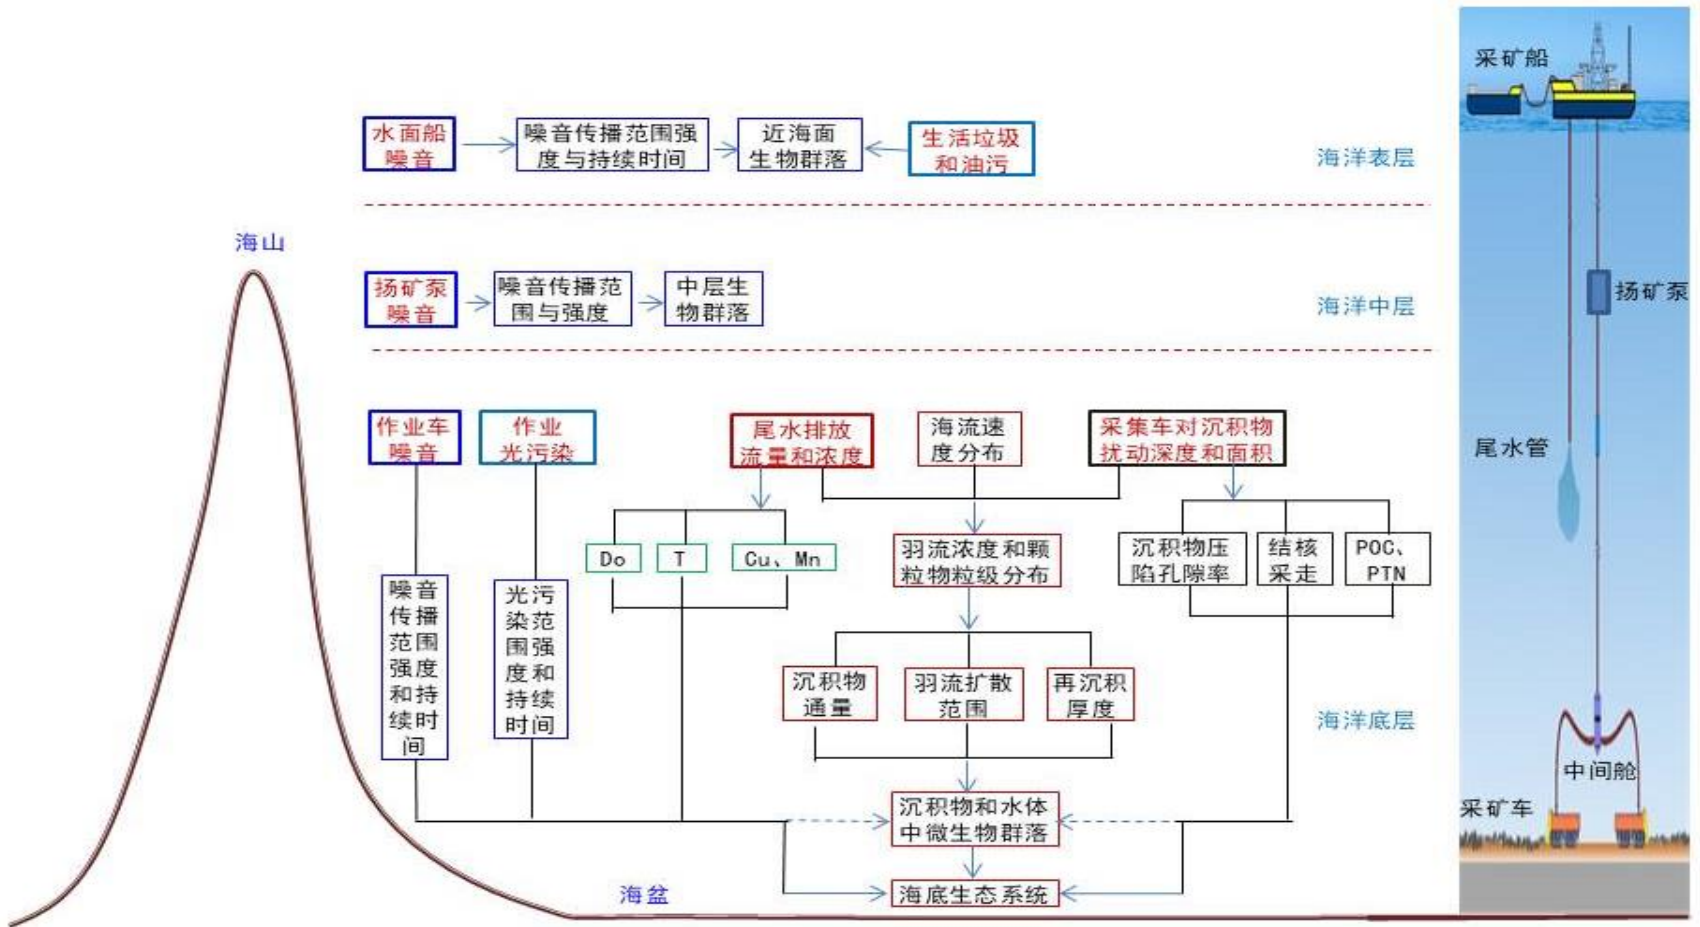 采矿船
水面船
噪音
噪音传播范围强
度与持续时间
近海面
生物群落
生活垃圾
和油污
海洋表层
海山
扬矿泵
噪音
噪音传播范
围与强度
中层生
物群落
海洋中层
扬矿泵
作业车
噪音
作业
光污染
尾水排放
流量和浓度
海流速
度分布
采集车对沉积物
扰动深度和面积
尾水管
Do
T
Cu、Mn
羽流浓度和颗
粒物粒级分布
沉积物压
陷孔隙率
结核
采走
POC、
PTN
噪音
传播
范围
强度
和持
续时
间
光污
染范
围强
度和
持续
时间
沉积物
通量
羽流扩散
范围
再沉积
厚度
海洋底层
中间舱
采矿车
沉积物和水体
中微生物群落
海盆
海底生态系统